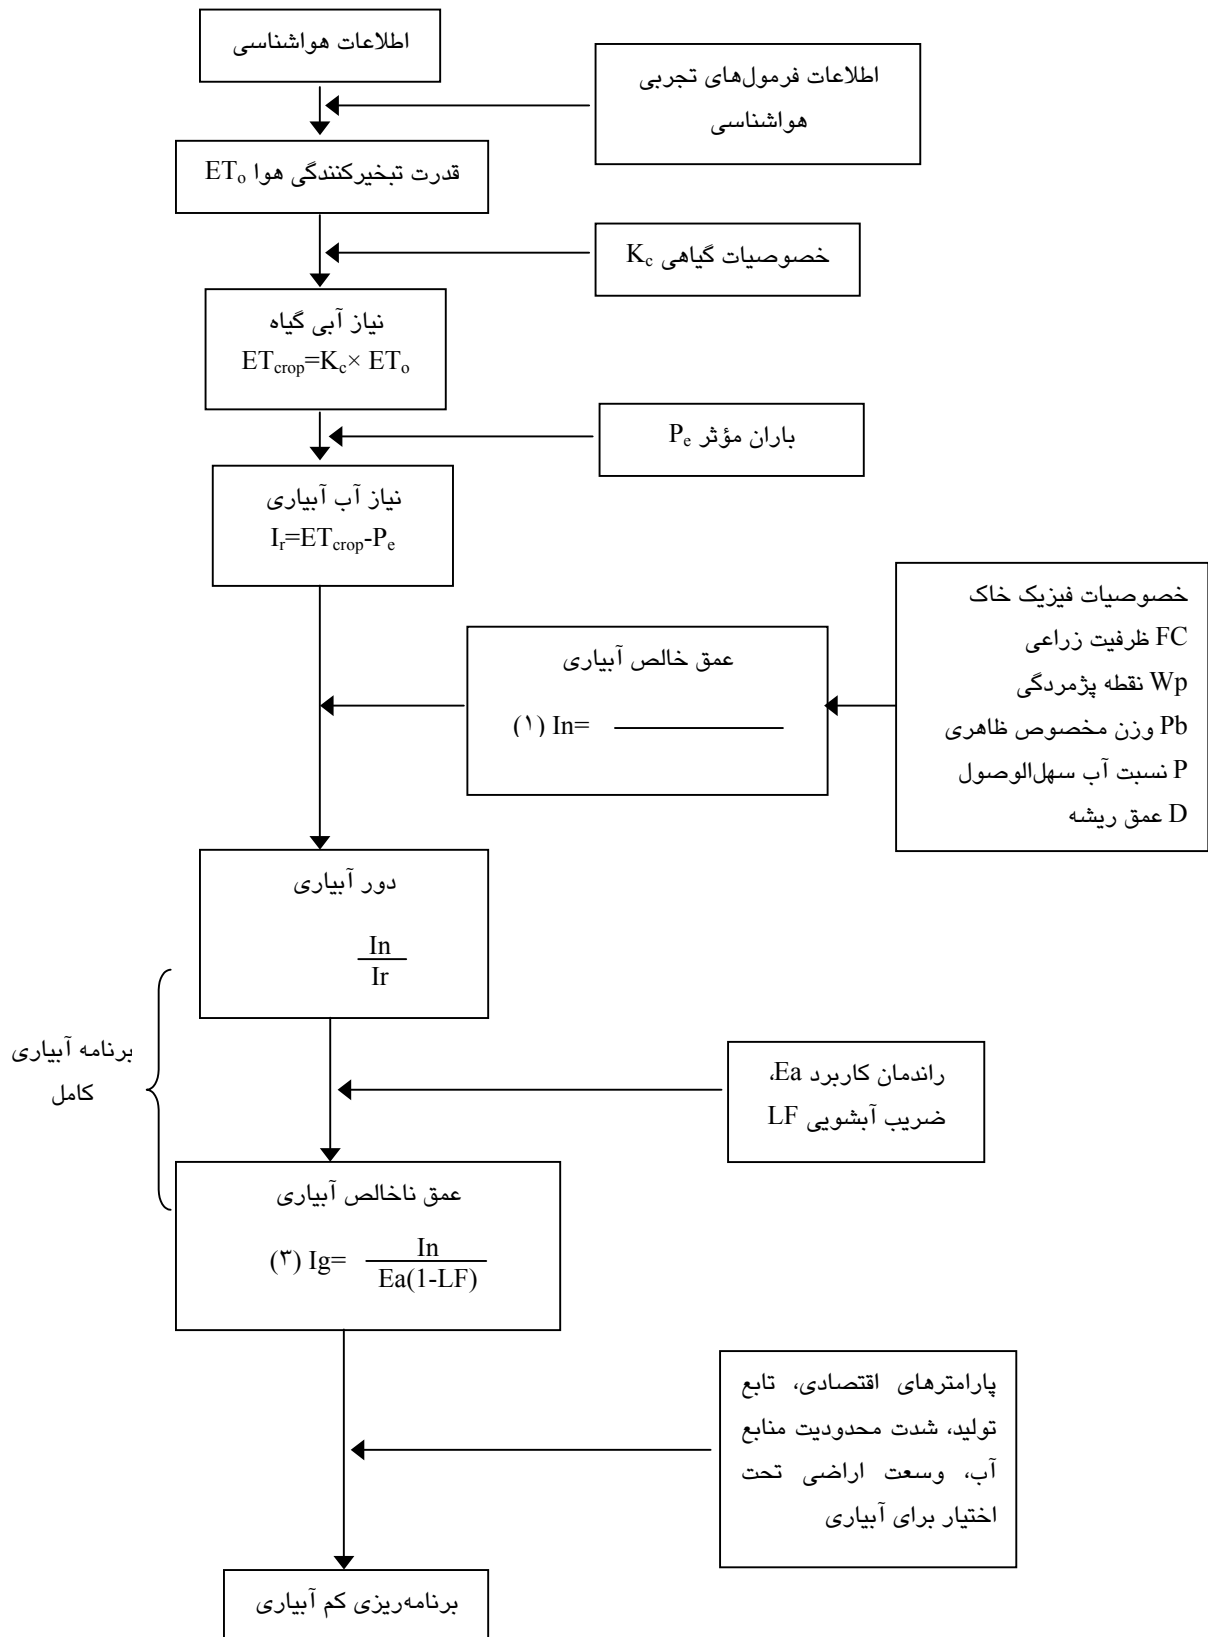 اطلاعات هواشناسی
اطلاعات فرمول‌های تجربی
هواشناسی
قدرت تبخیرکنندگی هوا ETo
خصوصیات گیاهی Kc
نیاز آبی گیاه
ETcrop=Kc× ETo
باران مؤثر Pe
نیاز آب آبیاری
Ir=ETcrop-Pe
خصوصیات فیزیک خاک
FC ظرفیت زراعی
Wp نقطه پژمردگی
Pb وزن مخصوص ظاهری
P نسبت آب سهل‌الوصول
D عمق ریشه
عمق خالص آبیاری
(۱) In=
دور آبیاری
In
Ir
برنامه آبیاری
کامل
راندمان کاربرد Ea،
ضریب آبشویی LF
عمق ناخالص آبیاری
(۳) Ig= In
Ea(1-LF)
پارامترهای اقتصادی، تابع
تولید، شدت محدودیت منابع
آب، وسعت اراضی تحت
اختیار برای آبیاری
برنامه‌ریزی کم آبیاری